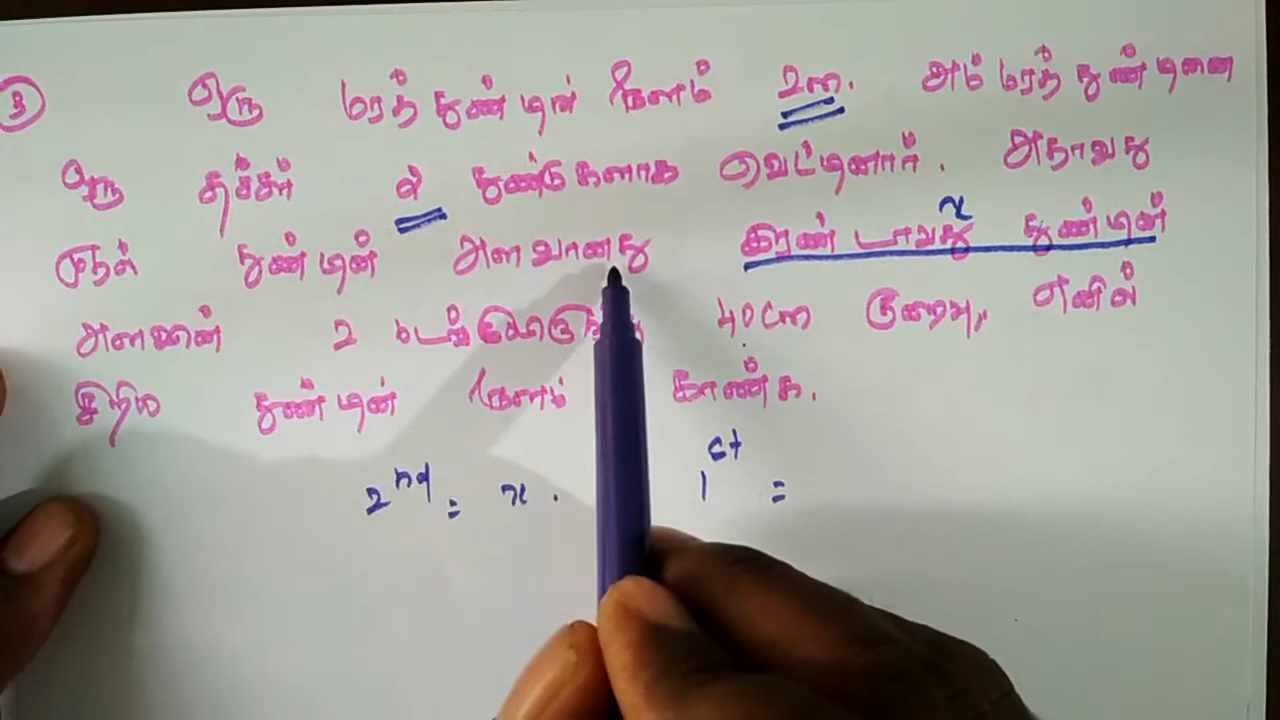 3 ஒரு மரத் துண்டின் நீளம் 2m. அம் மரத் துண்டினை
ஒரு தச்சர் 2 துண்டுகளாக வெட்டினார். அதாவது
முதல் துண்டின் அளவானது இரண்டாவது துண்டின்
x
அளவின் 2 40cm குறைவு, எனில்
சிறிய துண்டின் நீளம் காண்க.
2nd = x. 1st =